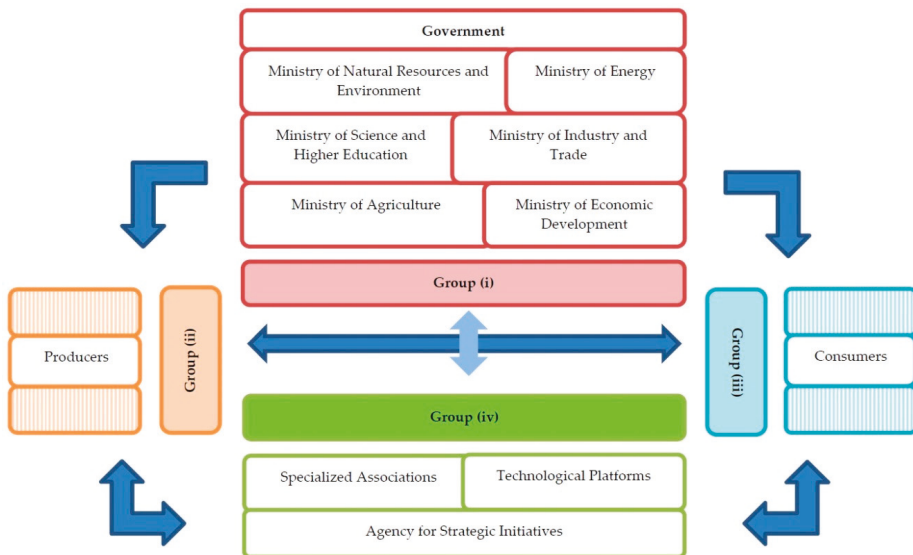 Government
Ministry of Natural Resources and
Environment
Ministry of Energy
Ministry of Science and
Higher Education
Ministry of Industry and
Trade
Ministry of Agriculture
Ministry of Economic
Development
Group (i)
Producers
Group (ii)
Group (iii)
Consumers
Group (iv)
Specialized Associations
Technological Platforms
Agency for Strategic Initiatives